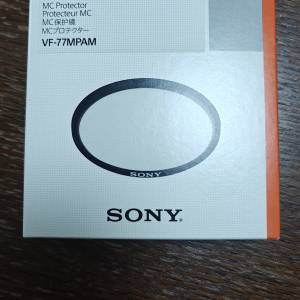 MC Protector
Protecteur MC
MC保护镜
MCプロテクター
VF-77MPAM
SONY
SONY®